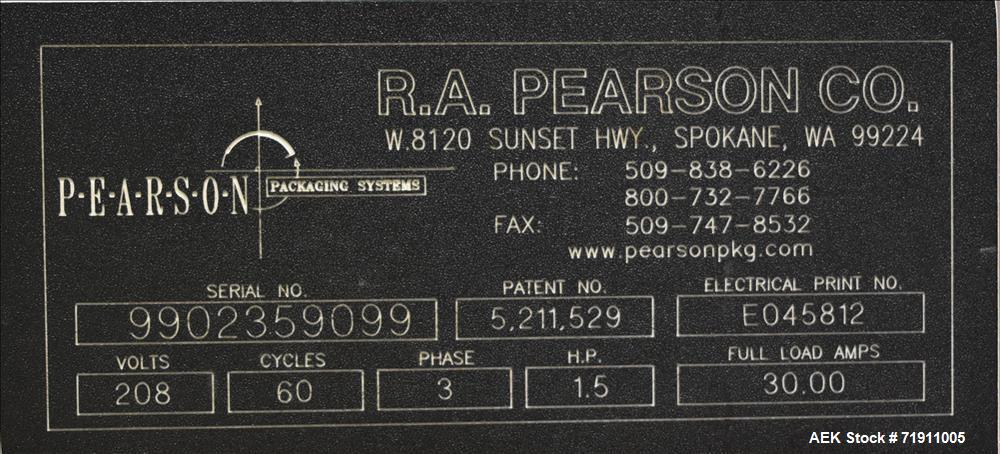 R.A. PEARSON CO.
W.8120 SUNSET HWY., SPOKANE, WA 99224
PHONE: 509-838-6226
800-732-7766
FAX: 509-747-8532
www.pearsonpkg.com
P·E·A·R·S·O·N PACKAGING SYSTEMS
SERIAL NO. PATENT NO. ELECTRICAL PRINT NO.
9902359099 5,211,529 E045812
VOLTS CYCLES PHASE H.P. FULL LOAD AMPS
208 60 3 1.5 30.00
AEK Stock # 71911005